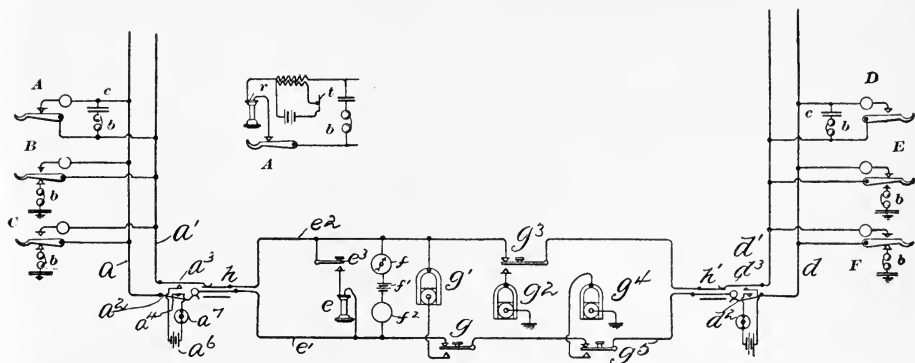 A
c
b
B
b
C
b
a
a'
a²
a³
a⁴
a⁷
a⁶
h
r
t
b
A
e2
e³
e
e'
f
f'
f²
g'
g³
g2
g
g4
g5
h'
d'
d³
d²
d
D
c
b
E
b
F
b